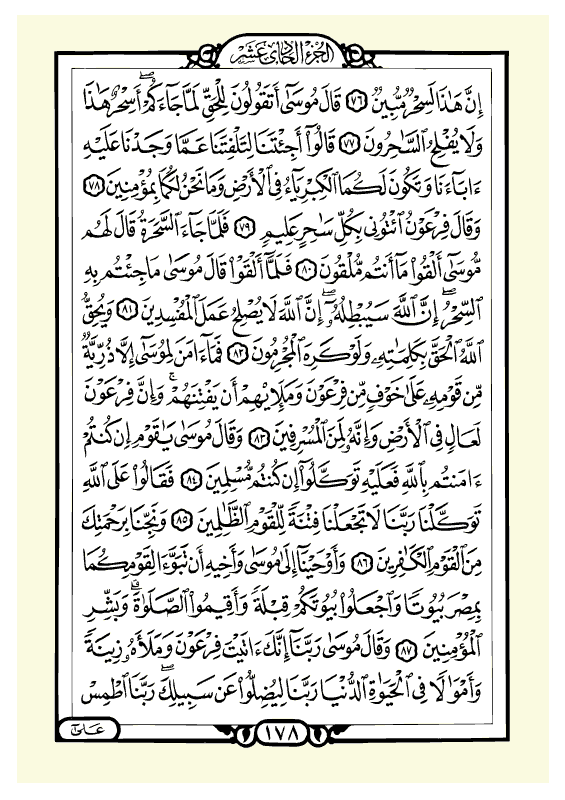 الجزء الحادي عشر
إِنَّ هَٰذَا لَسِحْرٌ مُّبِينٌ ﴿٧٦﴾ قَالَ مُوسَىٰٓ أَتَقُولُونَ لِلْحَقِّ لَمَّا جَآءَكُمْ ۖ أَسِحْرٌ هَٰذَا
وَلَا يُفْلِحُ ٱلسَّٰحِرُونَ ﴿٧٧﴾ قَالُوٓا۟ أَجِئْتَنَا لِتَلْفِتَنَا عَمَّا وَجَدْنَا عَلَيْهِ
ءَابَآءَنَا وَتَكُونَ لَكُمَا ٱلْكِبْرِيَآءُ فِى ٱلْأَرْضِ وَمَا نَحْنُ لَكُمَا بِمُؤْمِنِينَ ﴿٧٨﴾
وَقَالَ فِرْعَوْنُ ٱئْتُونِى بِكُلِّ سَٰحِرٍ عَلِيمٍ ﴿٧٩﴾ فَلَمَّا جَآءَ ٱلسَّحَرَةُ قَالَ لَهُم
مُّوسَىٰٓ أَلْقُوا۟ مَآ أَنتُم مُّلْقُونَ ﴿٨٠﴾ فَلَمَّآ أَلْقَوْا۟ قَالَ مُوسَىٰ مَا جِئْتُم بِهِ
ٱلسِّحْرُ ۖ إِنَّ ٱللَّهَ سَيُبْطِلُهُۥٓ ۖ إِنَّ ٱللَّهَ لَا يُصْلِحُ عَمَلَ ٱلْمُفْسِدِينَ ﴿٨١﴾ وَيُحِقُّ
ٱللَّهُ ٱلْحَقَّ بِكَلِمَٰتِهِۦ وَلَوْ كَرِهَ ٱلْمُجْرِمُونَ ﴿٨٢﴾ فَمَآ ءَامَنَ لِمُوسَىٰٓ إِلَّا ذُرِّيَّةٌ
مِّن قَوْمِهِۦ عَلَىٰ خَوْفٍ مِّن فِرْعَوْنَ وَمَلَإِي۟هِمْ أَن يَفْتِنَهُمْ ۚ وَإِنَّ فِرْعَوْنَ
لَعَالٍ فِى ٱلْأَرْضِ وَإِنَّهُۥ لَمِنَ ٱلْمُسْرِفِينَ ﴿٨٣﴾ وَقَالَ مُوسَىٰ يَٰقَوْمِ إِن كُنتُمْ
ءَامَنتُم بِٱللَّهِ فَعَلَيْهِ تَوَكَّلُوٓا۟ إِن كُنتُم مُّسْلِمِينَ ﴿٨٤﴾ فَقَالُوا۟ عَلَى ٱللَّهِ
تَوَكَّلْنَا رَبَّنَا لَا تَجْعَلْنَا فِتْنَةً لِّلْقَوْمِ ٱلظَّٰلِمِينَ ﴿٨٥﴾ وَنَجِّنَا بِرَحْمَتِكَ
مِنَ ٱلْقَوْمِ ٱلْكَٰفِرِينَ ﴿٨٦﴾ وَأَوْحَيْنَآ إِلَىٰ مُوسَىٰ وَأَخِيهِ أَن تَبَوَّءَا لِقَوْمِكُمَا
بِمِصْرَ بُيُوتًا وَٱجْعَلُوا۟ بُيُوتَكُمْ قِبْلَةً وَأَقِيمُوا۟ ٱلصَّلَوٰةَ ۗ وَبَشِّرِ
ٱلْمُؤْمِنِينَ ﴿٨٧﴾ وَقَالَ مُوسَىٰ رَبَّنَآ إِنَّكَ ءَاتَيْتَ فِرْعَوْنَ وَمَلَأَهُۥ زِينَةً
وَأَمْوَٰلًا فِى ٱلْحَيَوٰةِ ٱلدُّنْيَا رَبَّنَا لِيُضِلُّوا۟ عَن سَبِيلِكَ ۖ رَبَّنَا ٱطْمِسْ
عَلَىٰٓ
١٧٨